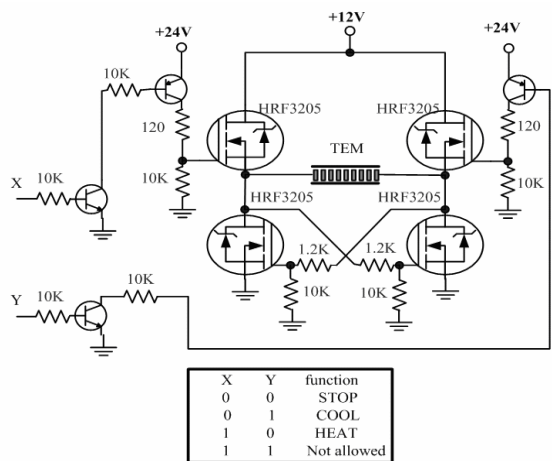 +12V
+24V
+24V
10K
HRF3205
HRF3205
120
120
TEM
10K
10K
10K
X
HRF3205
HRF3205
1.2K
1.2K
Y
10K
10K
10K
10K
X Y function
0 0 STOP
0 1 COOL
1 0 HEAT
1 1 Not allowed